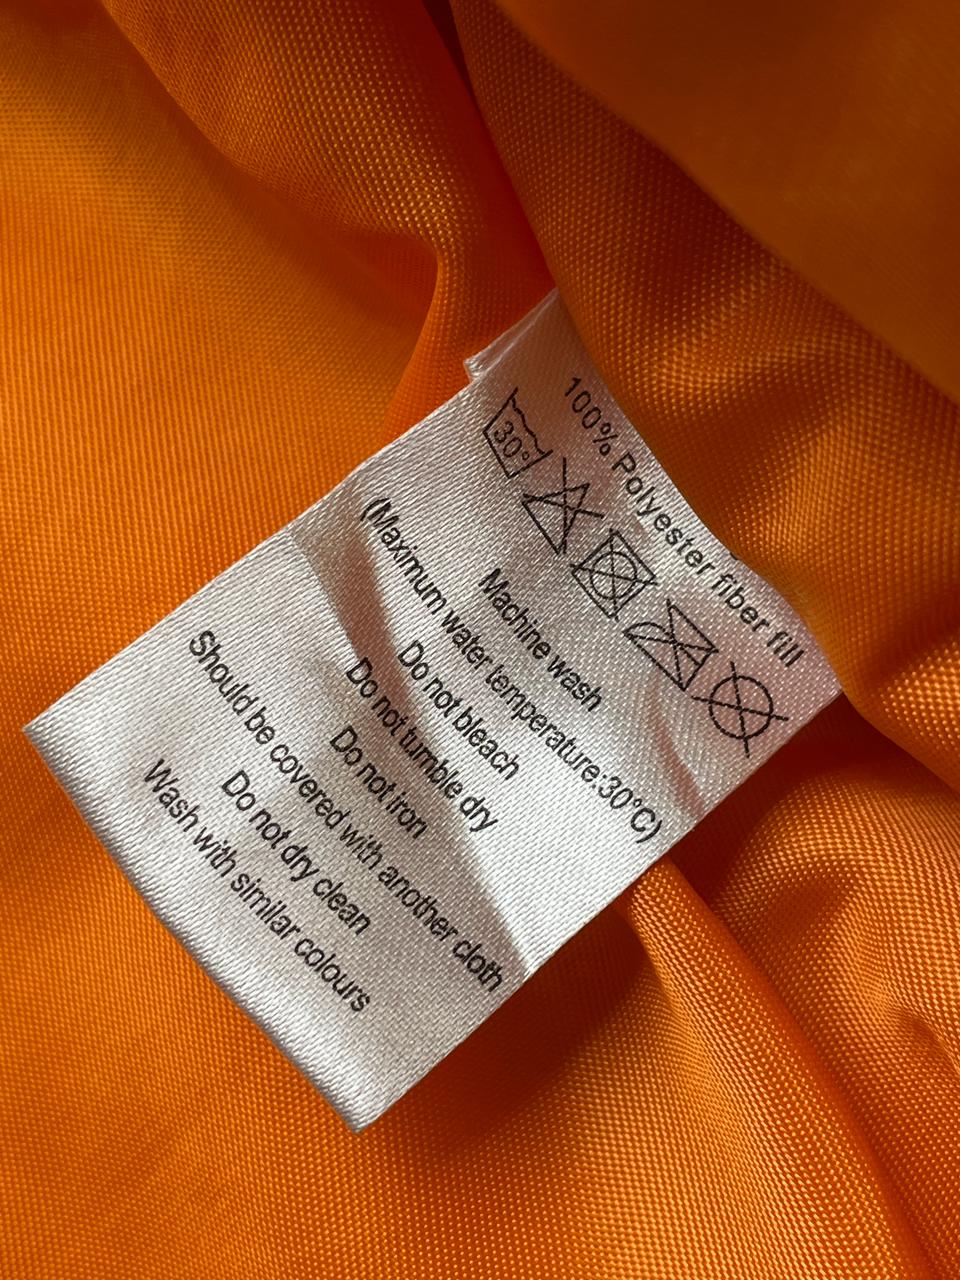 100% Polyester fiber fill
30°
Machine wash
(Maximum water temperature:30°C)
Do not bleach
Do not tumble dry
Do not iron
Should be covered with another cloth
Do not dry clean
Wash with similar colours